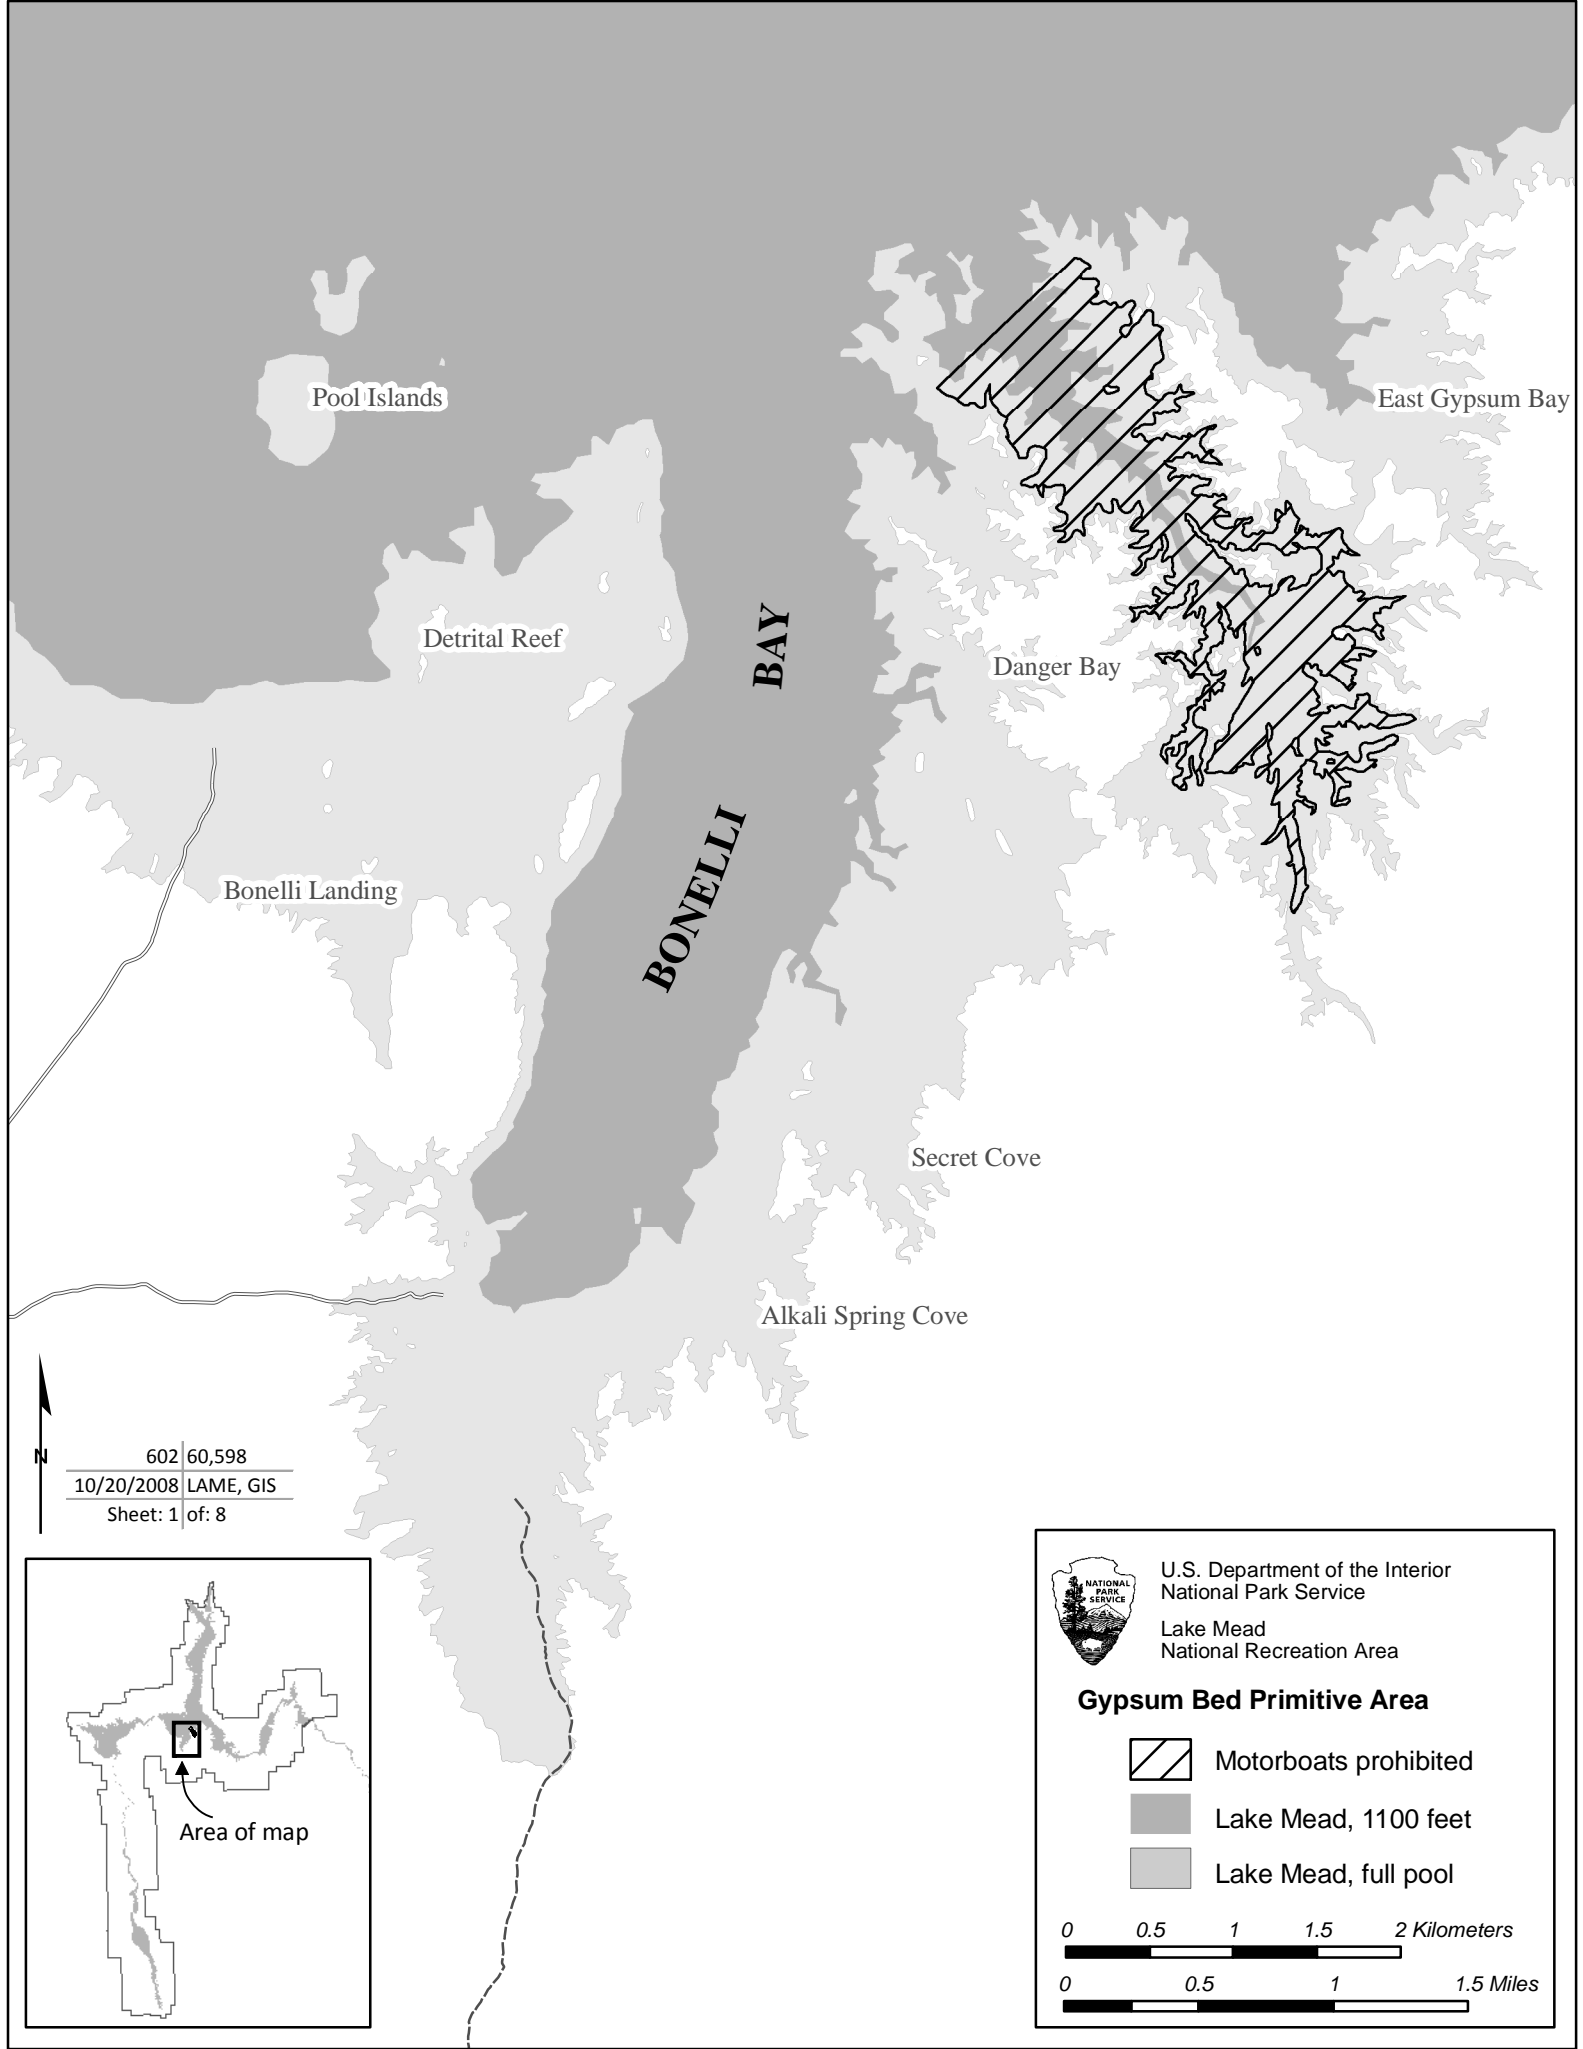 Pool Islands
East Gypsum Bay
Detrital Reef
BAY
Danger Bay
BONELLI
Bonelli Landing
Secret Cove
Alkali Spring Cove
N
602 60,598
10/20/2008 LAME, GIS
Sheet: 1 of: 8
Area of map
NATIONAL
PARK
SERVICE
U.S. Department of the Interior
National Park Service
Lake Mead
National Recreation Area
Gypsum Bed Primitive Area
Motorboats prohibited
Lake Mead, 1100 feet
Lake Mead, full pool
0 0.5 1 1.5 2 Kilometers
0 0.5 1 1.5 Miles